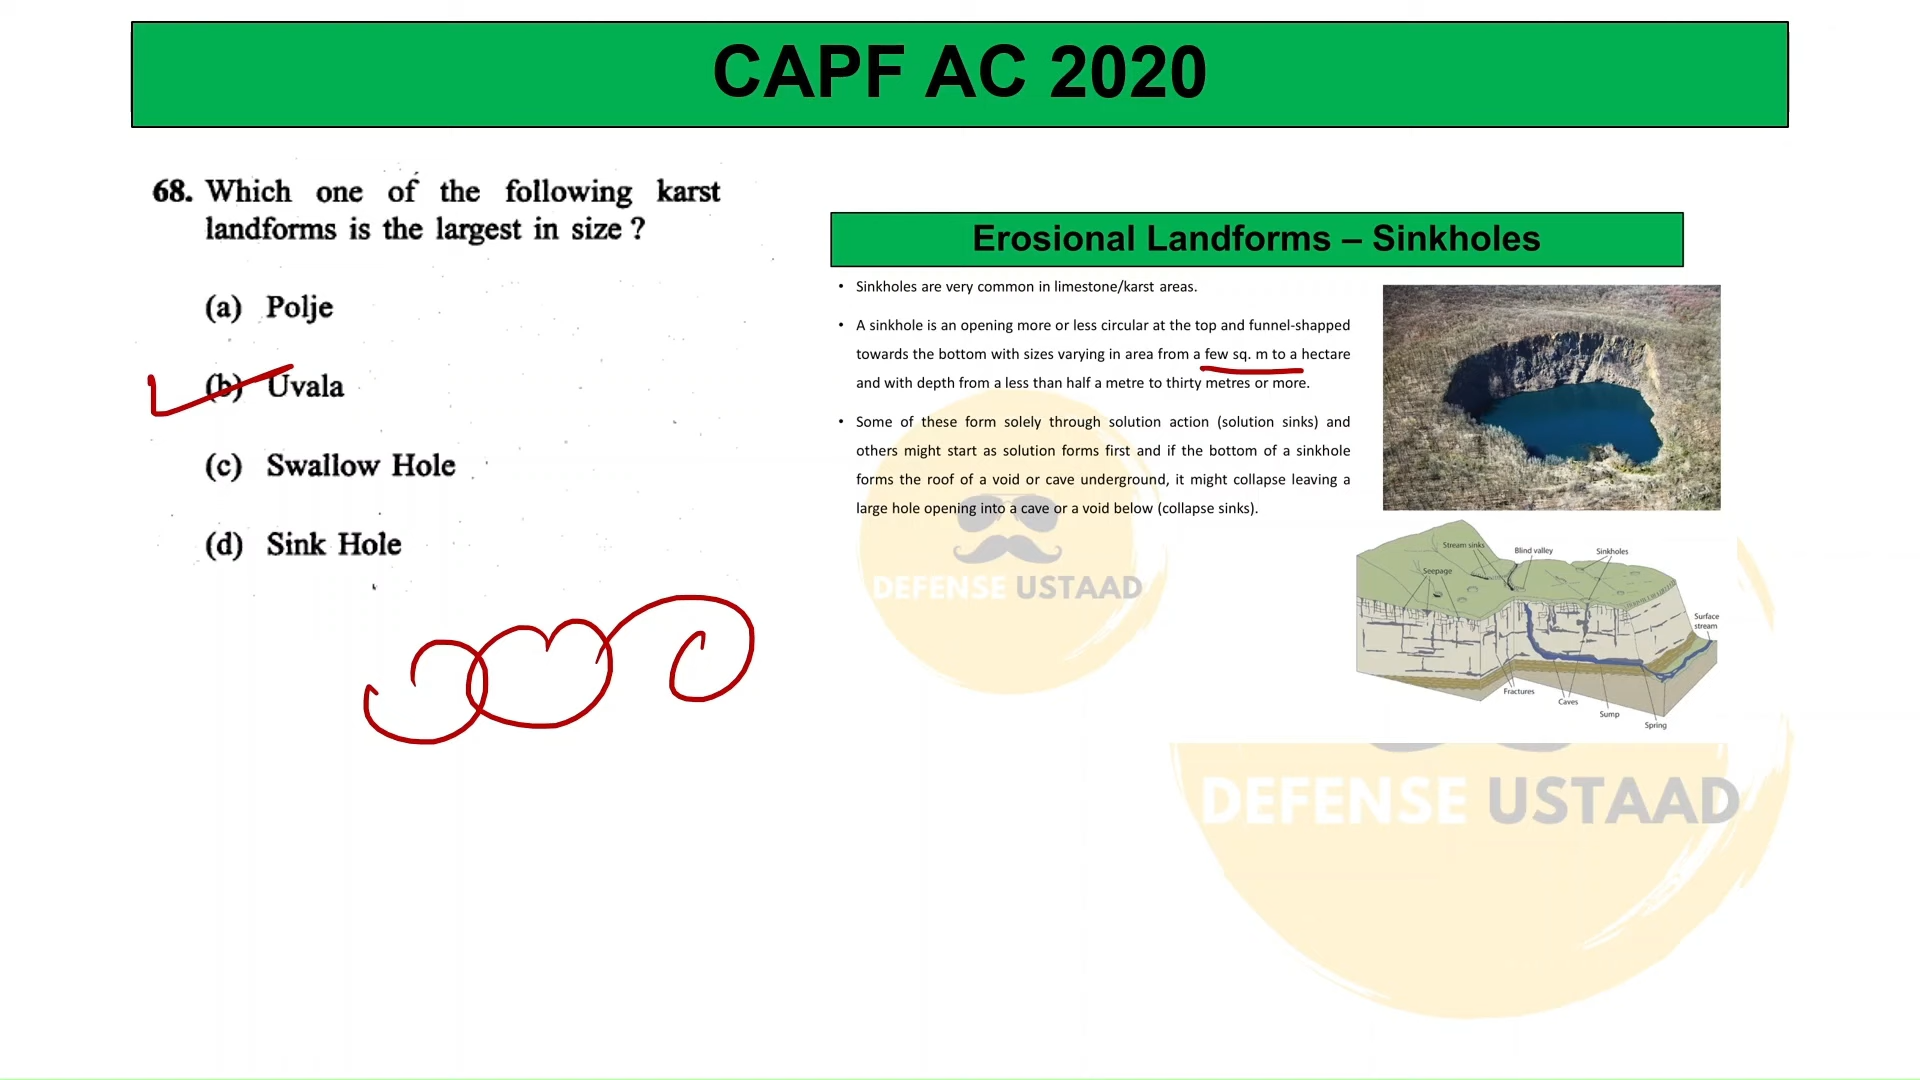 CAPF AC 2020
68. Which one of the following karst
landforms is the largest in size ?
(a) Polje
(b) Uvala
(c) Swallow Hole
(d) Sink Hole
Erosional Landforms – Sinkholes
• Sinkholes are very common in limestone/karst areas.
• A sinkhole is an opening more or less circular at the top and funnel-shapped
towards the bottom with sizes varying in area from a few sq. m to a hectare
and with depth from a less than half a metre to thirty metres or more.
• Some of these form solely through solution action (solution sinks) and
others might start as solution forms first and if the bottom of a sinkhole
forms the roof of a void or cave underground, it might collapse leaving a
large hole opening into a cave or a void below (collapse sinks).
DEFENSE USTAAD
Stream sinks
Blind valley
Sinkholes
Seepage
Surface
stream
Fractures
Caves
Sump
Spring
DEFENSE USTAAD